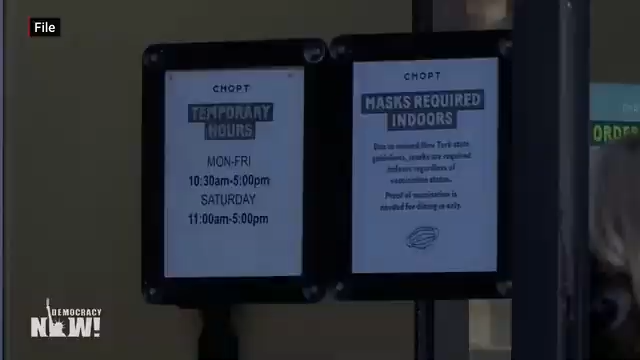 File
CHOPT
TEMPORARY
HOURS
MON-FRI
10:30am-5:00pm
SATURDAY
11:00am-5:00pm
CHOPT
MASKS REQUIRED
INDOORS
Due to revised New York state
guidelines, masks are required
indoors regardless of
vaccination status.
Proof of vaccination is
needed for dining in only.
ORDER
DEMOCRACY
NOW!